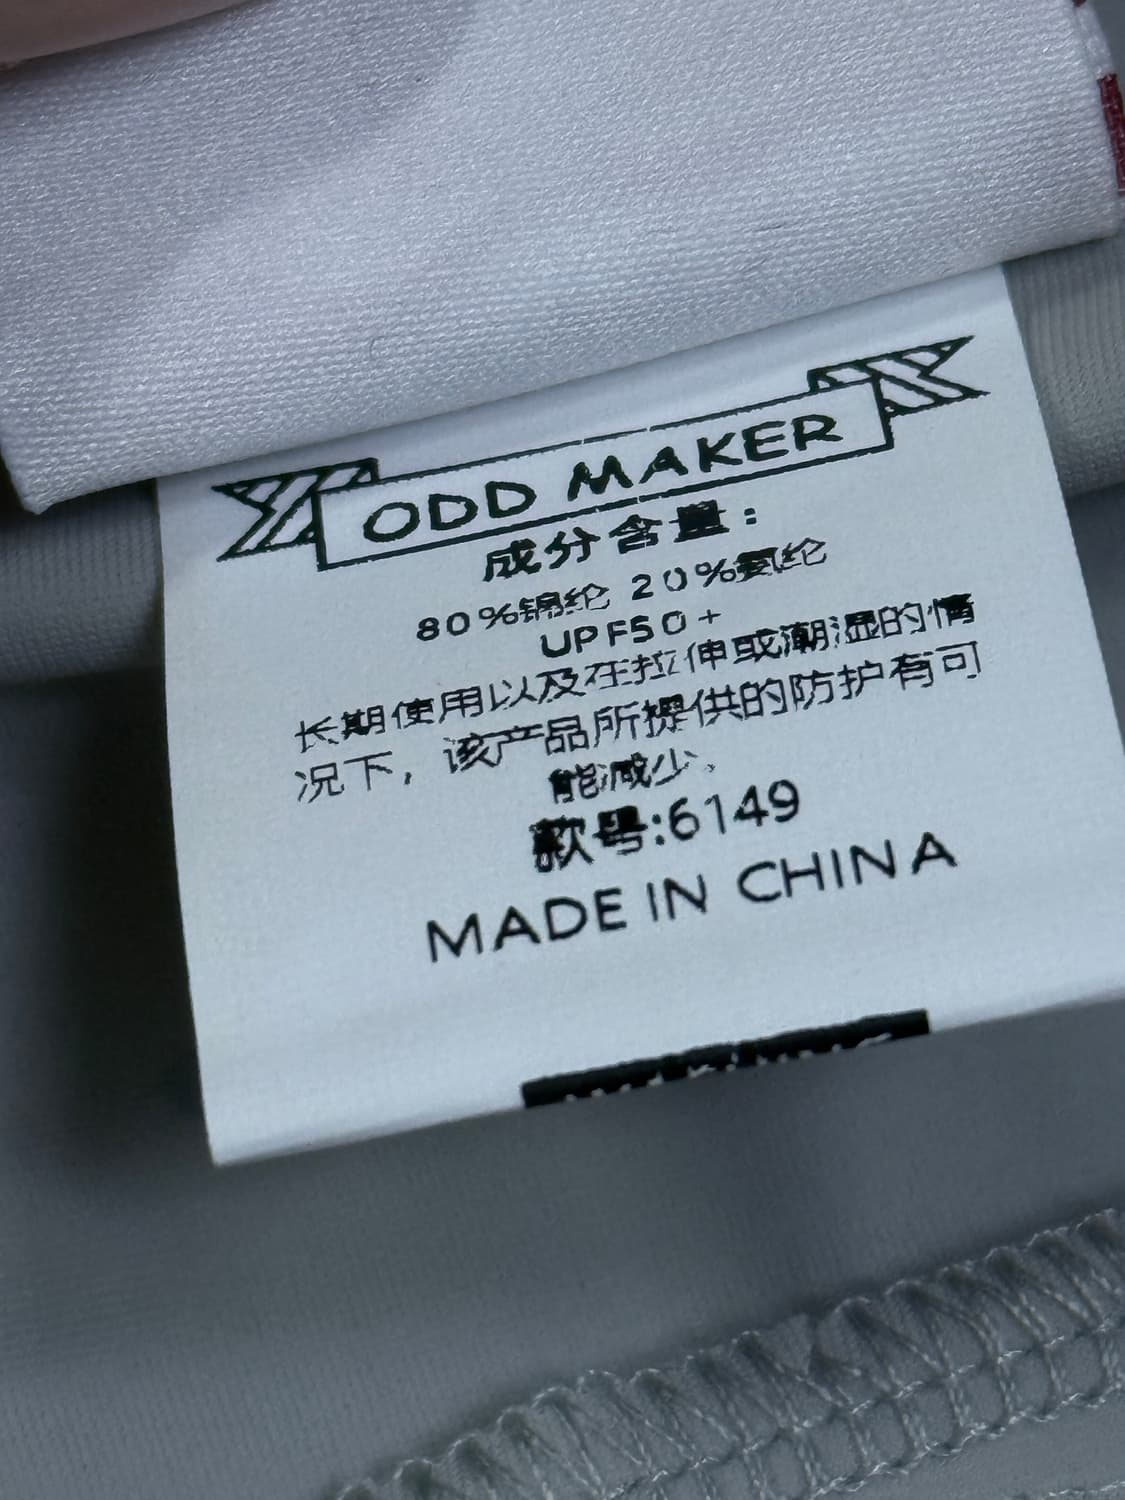 ODD MAKER
成分含量：
80%锦纶 20%氨纶
UPF50+
长期使用以及在拉伸或潮湿的情
况下，该产品所提供的防护有可
能减少。
款号:6149
MADE IN CHINA